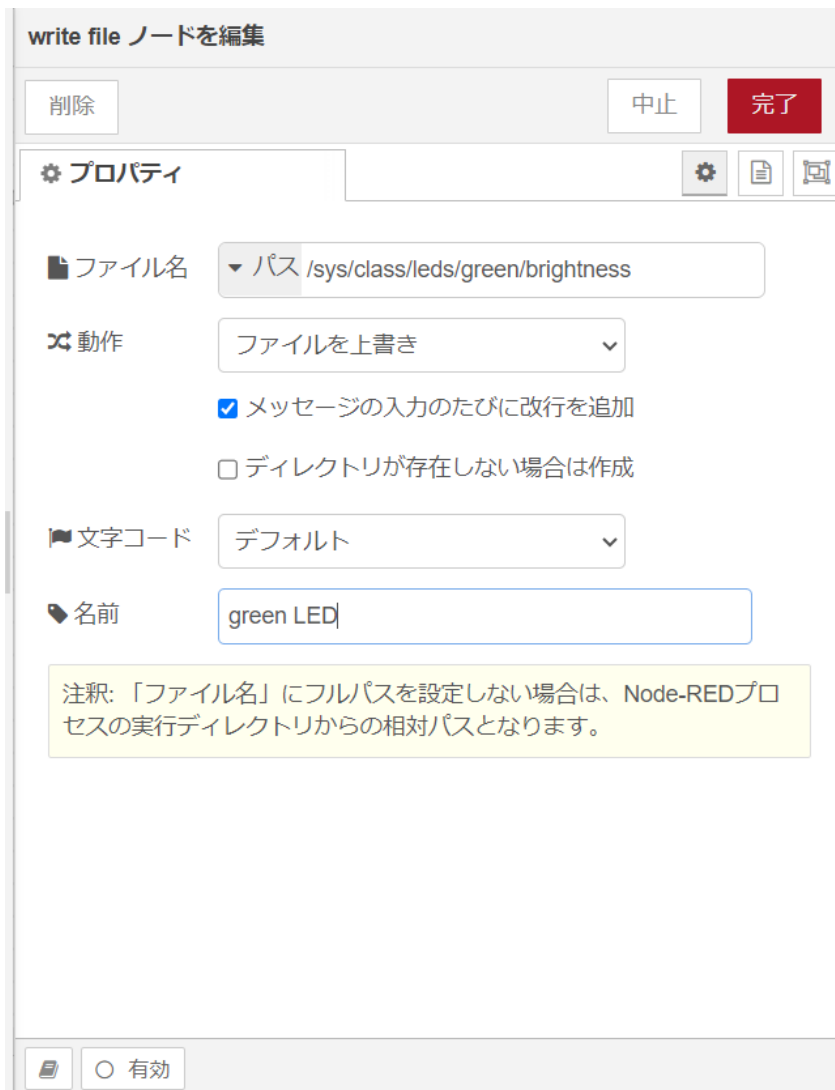 write file ノードを編集
削除
中止
完了
プロパティ
ファイル名
パス /sys/class/leds/green/brightness
動作
ファイルを上書き
メッセージの入力のたびに改行を追加
ディレクトリが存在しない場合は作成
文字コード
デフォルト
名前
green LED
注釈: 「ファイル名」にフルパスを設定しない場合は、Node-REDプロ
セスの実行ディレクトリからの相対パスとなります。
有効